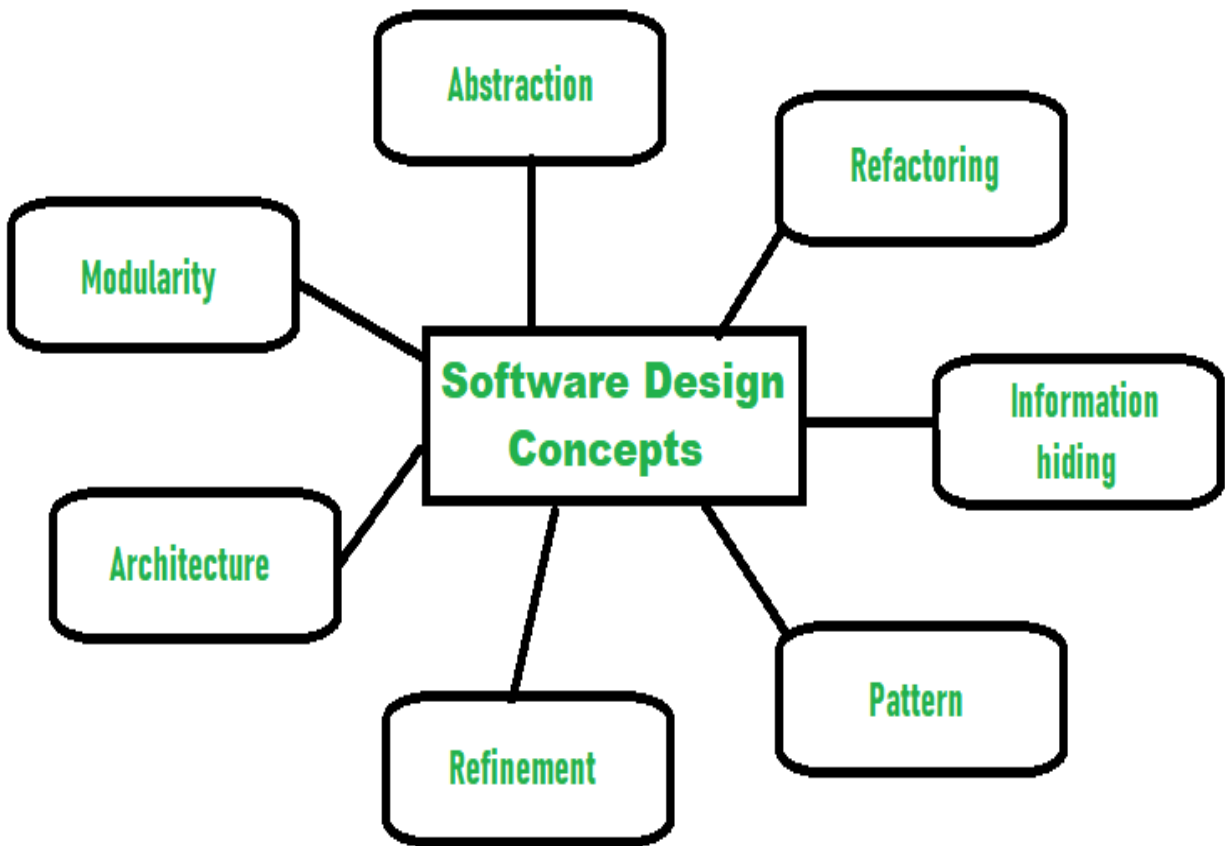 Abstraction
Refactoring
Modularity
Software Design
Concepts
Information
hiding
Architecture
Pattern
Refinement